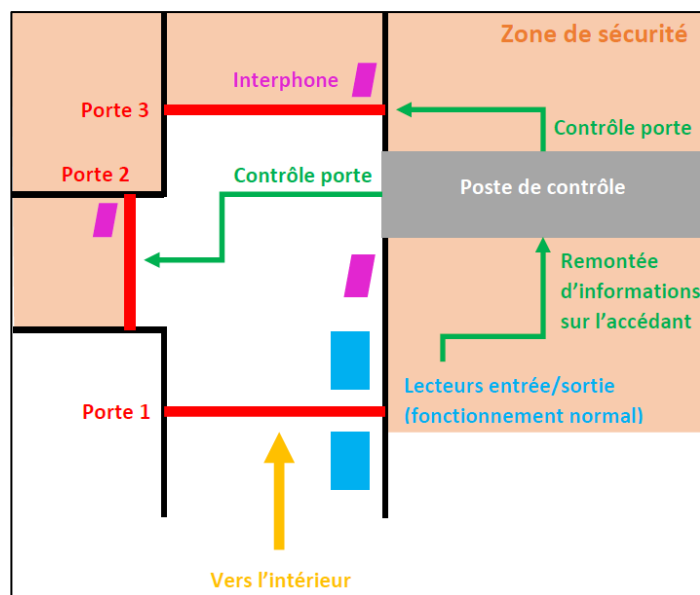 Zone de sécurité
Interphone
Porte 3
Contrôle porte
Porte 2
Contrôle porte
Poste de contrôle
Remontée
d'informations
sur l'accédant
Lecteurs entrée/sortie
(fonctionnement normal)
Porte 1
Vers l'intérieur